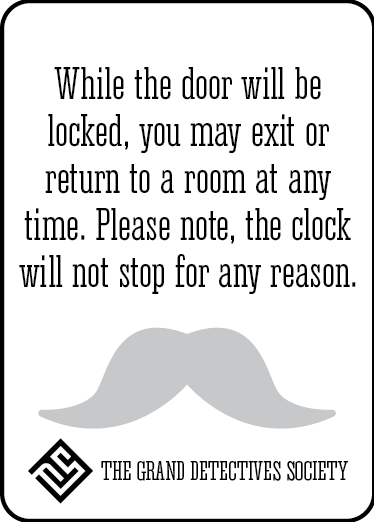 While the door will be
locked, you may exit or
return to a room at any
time. Please note, the clock
will not stop for any reason.
THE GRAND DETECTIVES SOCIETY